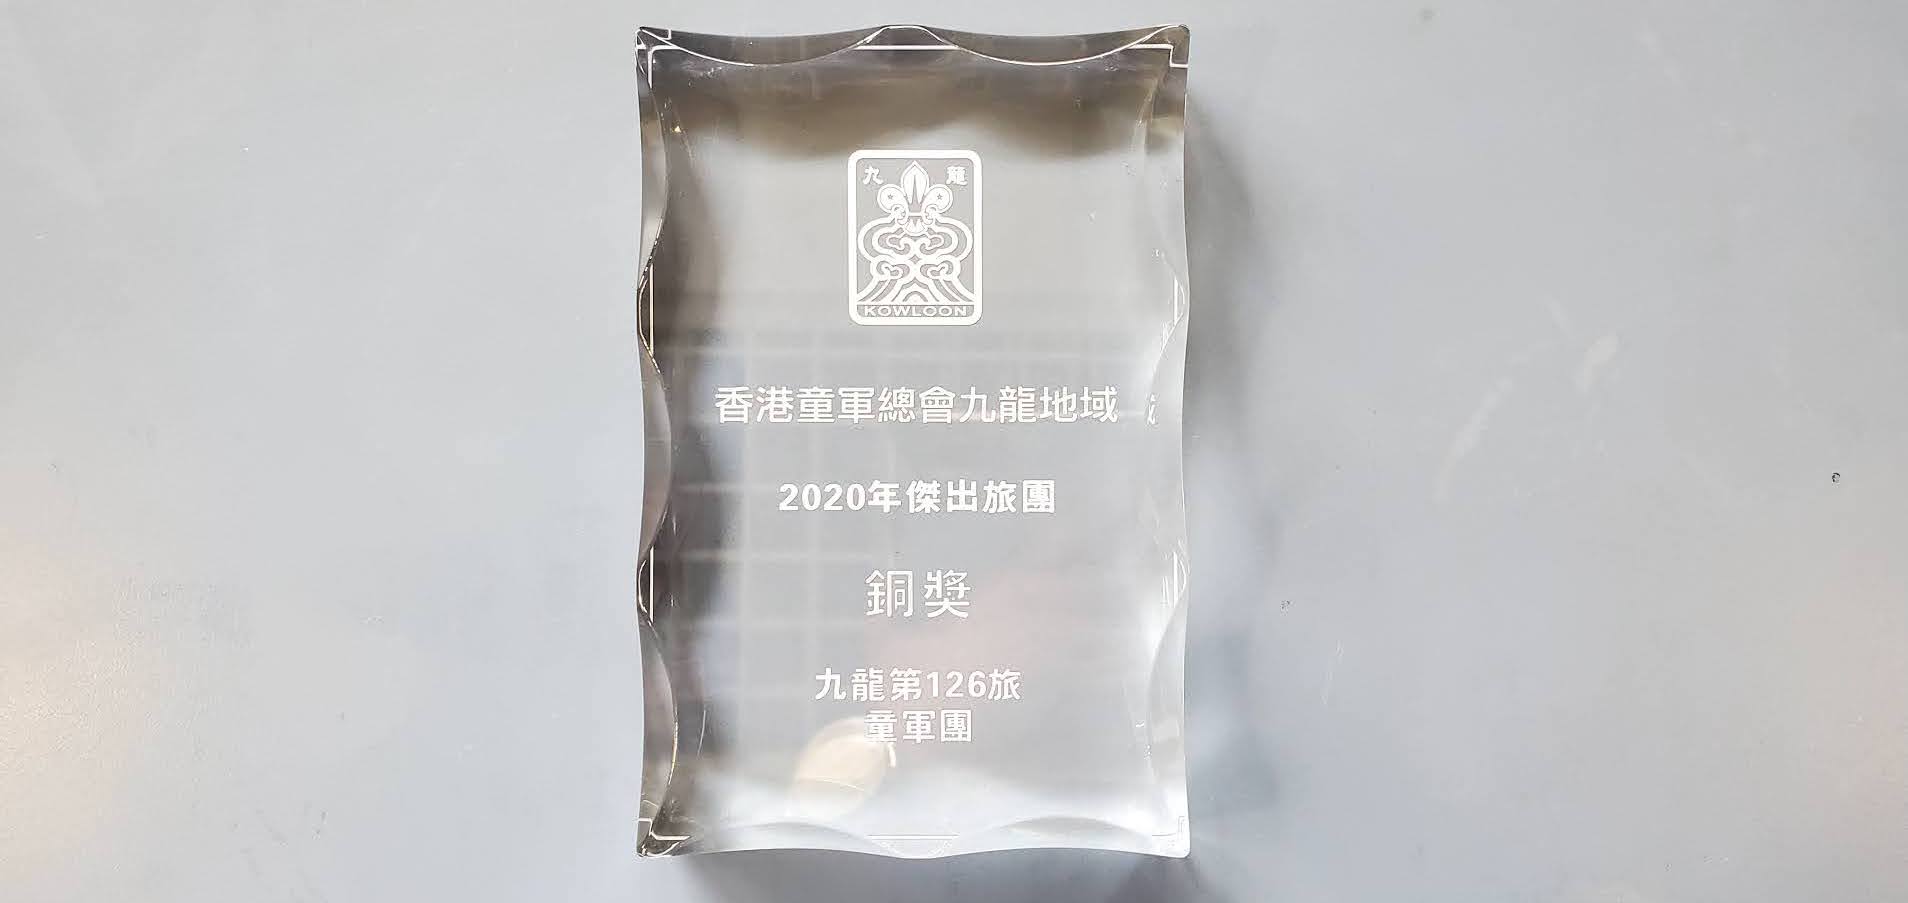 九龍
KOWLOON
香港童軍總會九龍地域
2020年傑出旅團
銅獎
九龍第126旅
童軍團